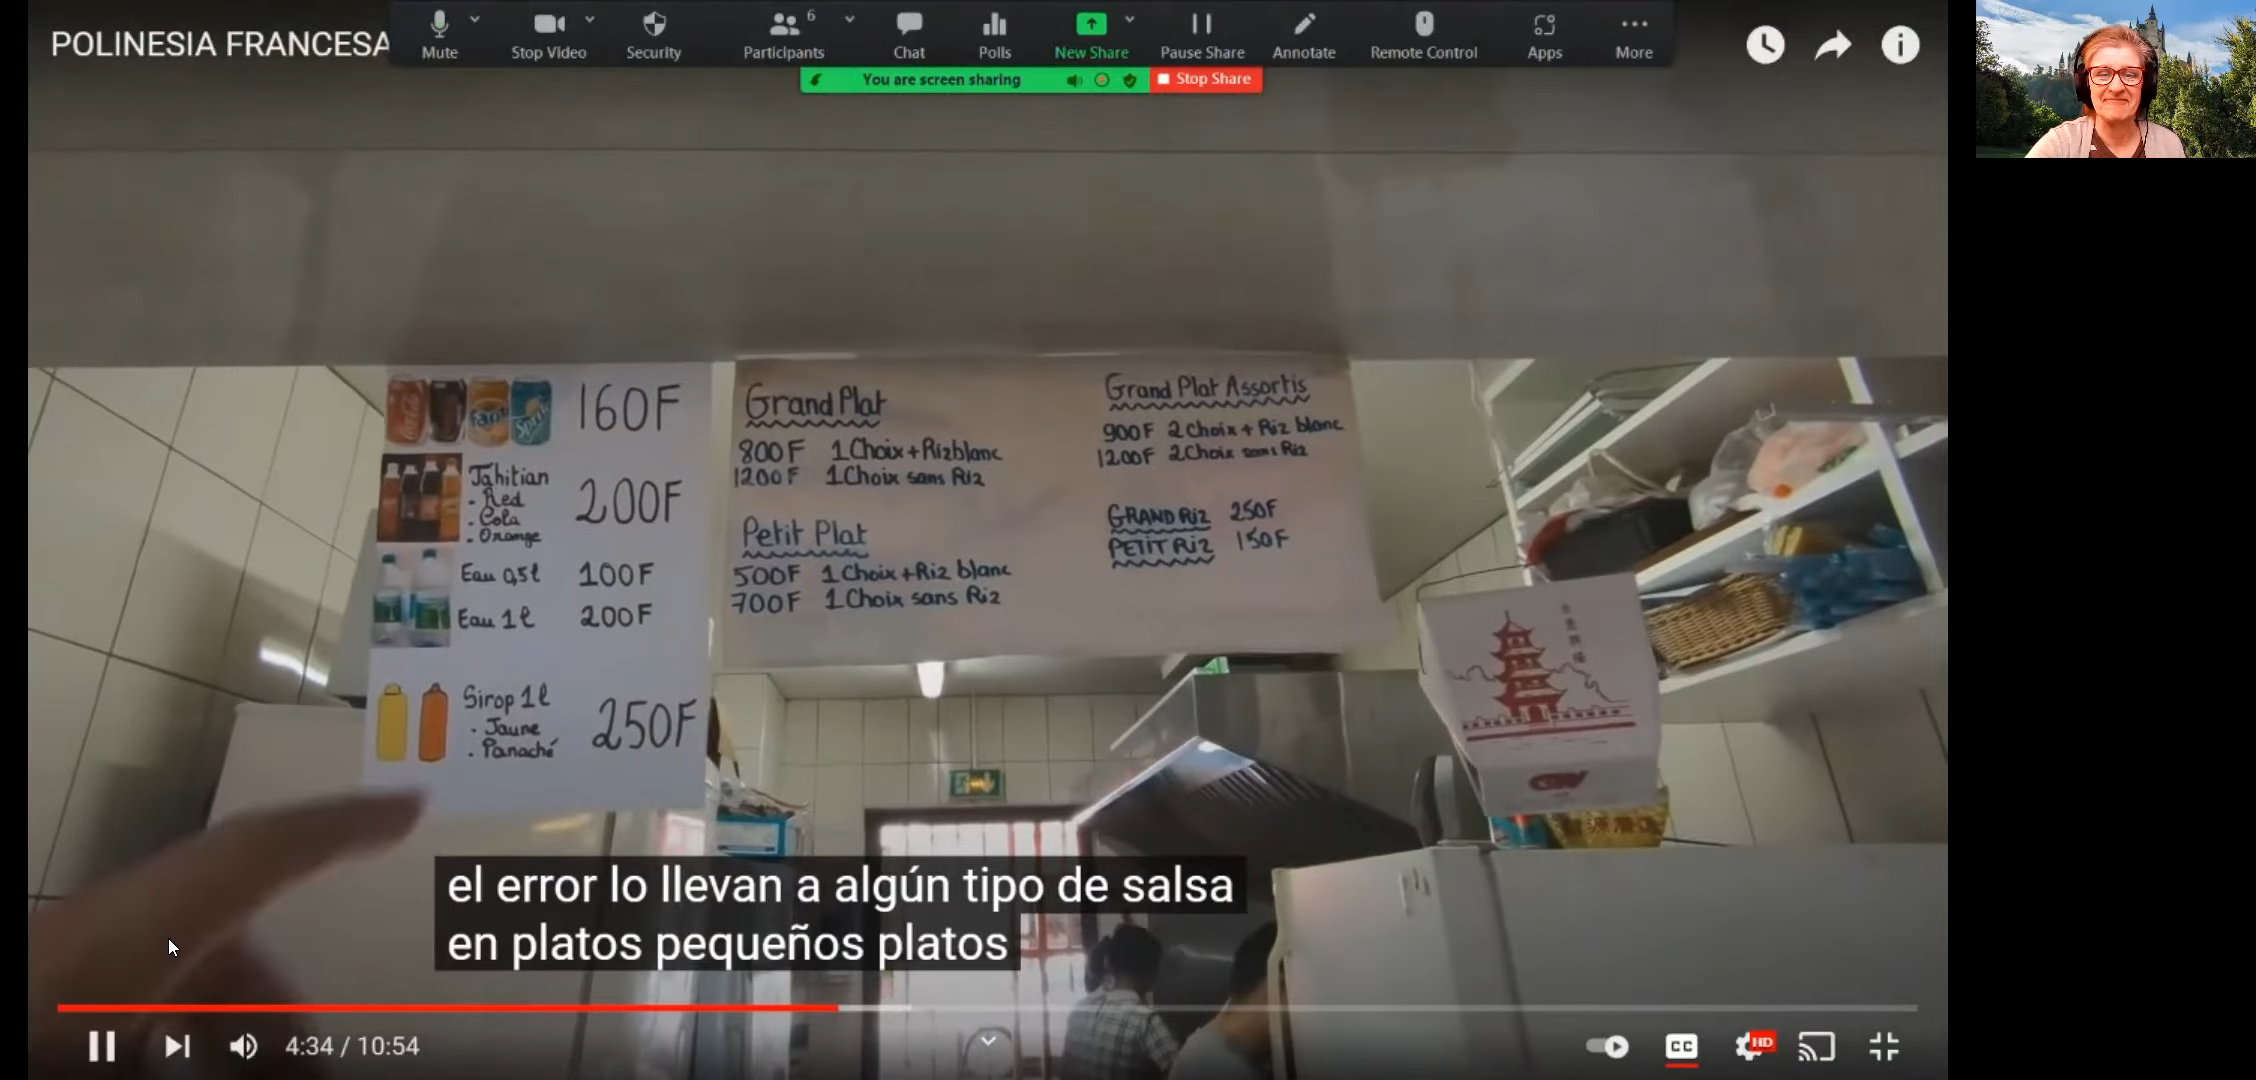 POLINESIA FRANCESA
Mute
Stop Video
Security
Participants 6
Chat
Polls
New Share
Pause Share
Annotate
Remote Control
Apps
More
You are screen sharing
Stop Share
160F
Fanta
Sprite
Tahitian
- Red
- Cola
- Orange
200F
Eau 0,5l 100F
Eau 1l 200F
Sirop 1l
- Jaune
- Panaché
250F
Grand Plat
800F 1 Choix + Riz blanc
1200F 1 Choix sans Riz
Petit Plat
500F 1 Choix + Riz blanc
700F 1 Choix sans Riz
Grand Plat Assortis
900F 2 Choix + Riz blanc
1200F 2 Choix sans Riz
GRAND RIZ 250F
PETIT RIZ 150F
el error lo llevan a algún tipo de salsa
en platos pequeños platos
4:34 / 10:54
CC
HD